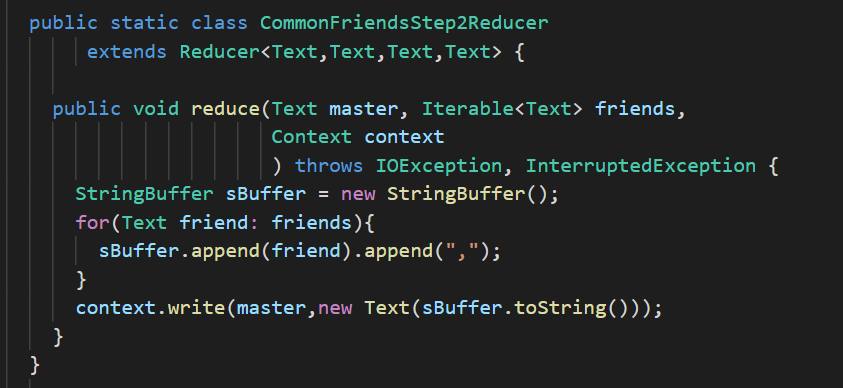 public static class CommonFriendsStep2Reducer
extends Reducer<Text,Text,Text,Text> {
public void reduce(Text master, Iterable<Text> friends,
Context context
) throws IOException, InterruptedException {
StringBuffer sBuffer = new StringBuffer();
for(Text friend: friends){
sBuffer.append(friend).append(",");
}
context.write(master,new Text(sBuffer.toString()));
}
}